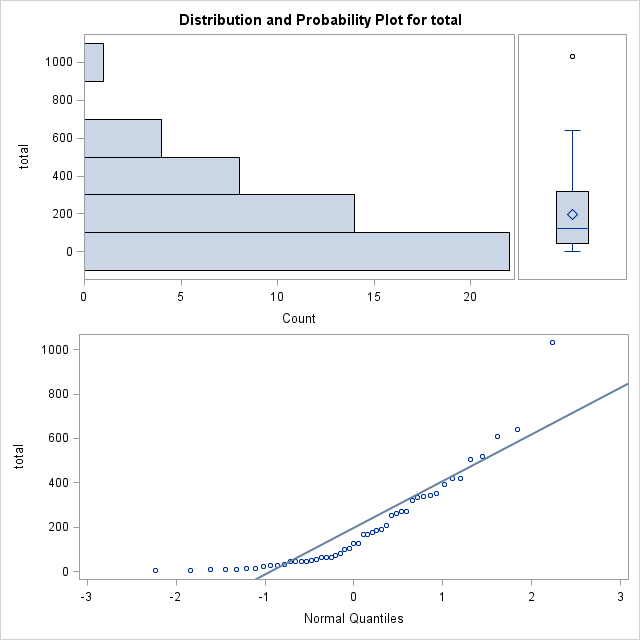 Distribution and Probability Plot for total
1000
800
600
400
200
0
total
0 5 10 15 20
Count
1000
800
600
400
200
0
total
-3 -2 -1 0 1 2 3
Normal Quantiles